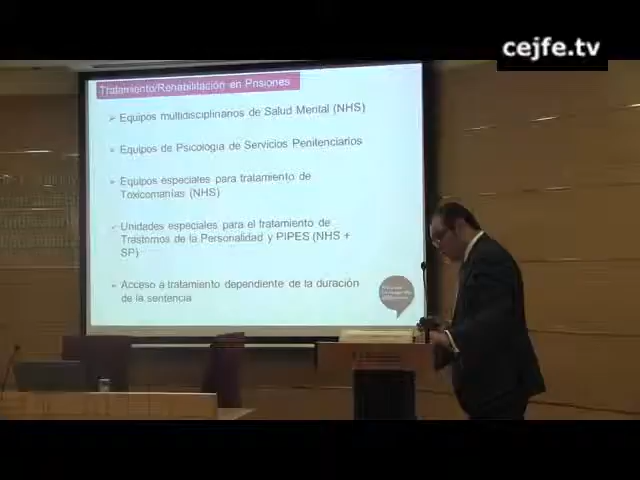 cejfe.tv
Tratamiento/Rehabilitación en Prisiones
Equipos multidisciplinarios de Salud Mental (NHS)
Equipos de Psicología de Servicios Penitenciarios
Equipos especiales para tratamiento de
Toxicomanías (NHS)
Unidades especiales para el tratamiento de
Trastornos de la Personalidad y PIPES (NHS +
SP)
Acceso a tratamiento dependiente de la duración
de la sentencia